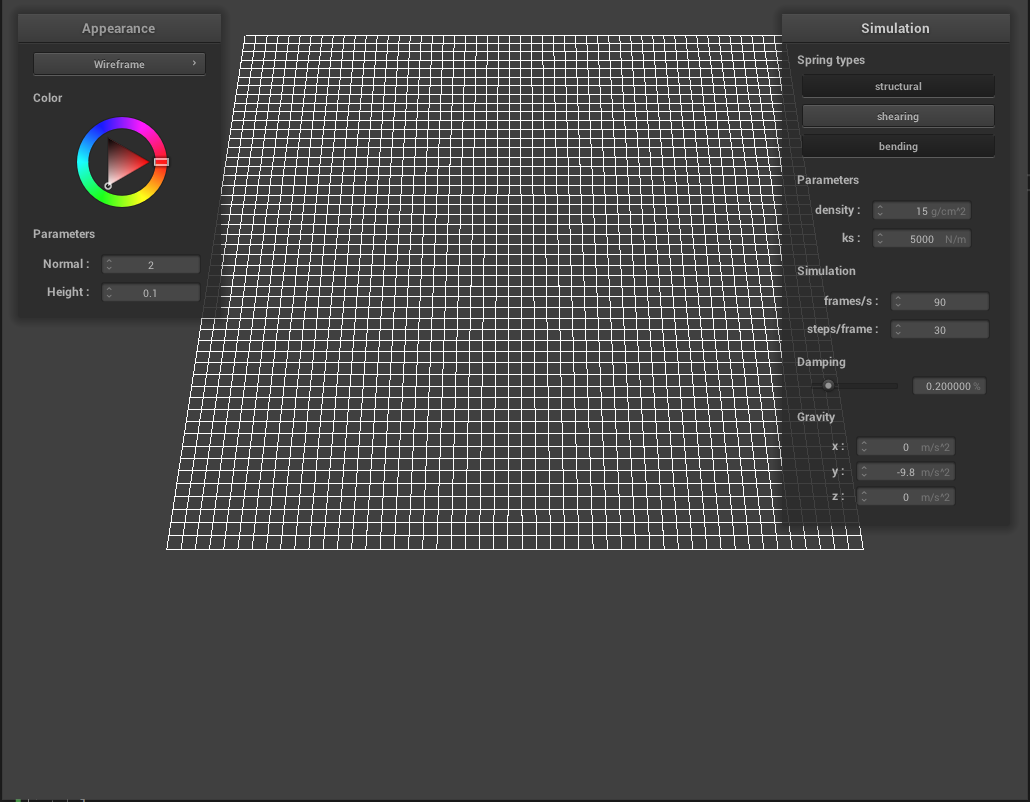 Appearance
Wireframe
Color
Parameters
Normal : 2
Height : 0.1
Simulation
Spring types
structural
shearing
bending
Parameters
density : 15 g/cm^2
ks : 5000 N/m
Simulation
frames/s : 90
steps/frame : 30
Damping
0.200000 %
Gravity
x : 0 m/s^2
y : -9.8 m/s^2
z : 0 m/s^2